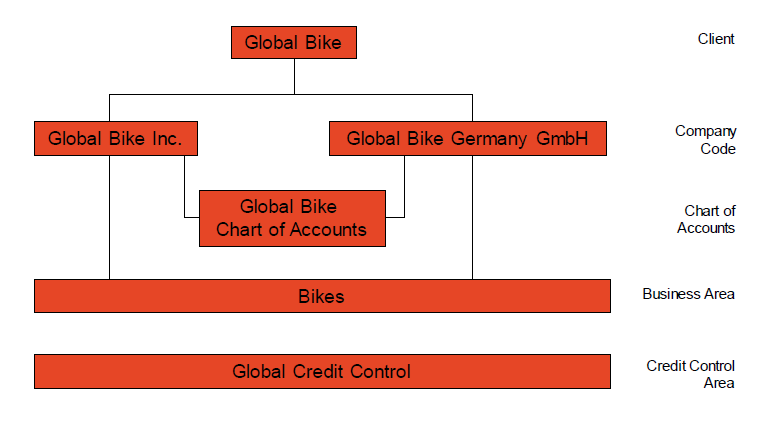 Global Bike
Client
Global Bike Inc.
Global Bike Germany GmbH
Company
Code
Global Bike
Chart of Accounts
Chart of
Accounts
Bikes
Business Area
Global Credit Control
Credit Control
Area